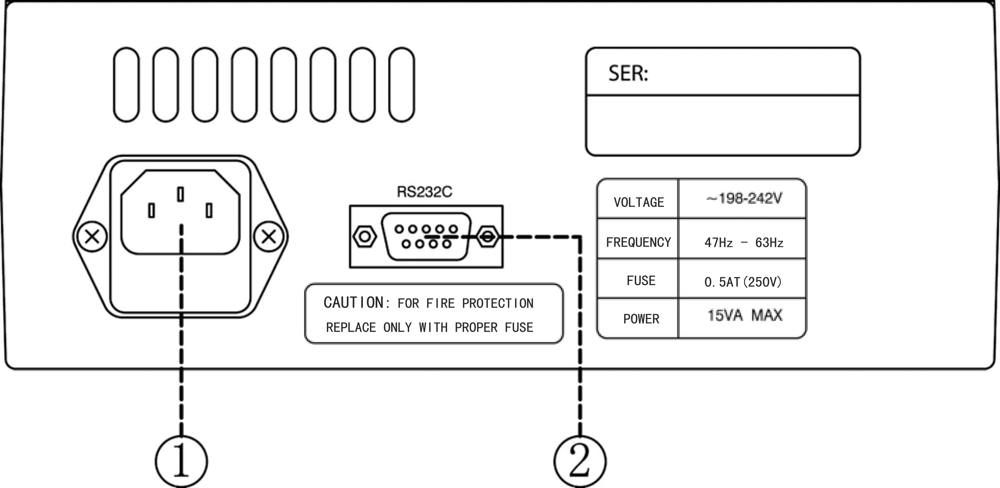 SER:
RS232C
VOLTAGE ~198-242V
FREQUENCY 47Hz - 63Hz
FUSE 0.5AT(250V)
POWER 15VA MAX
CAUTION: FOR FIRE PROTECTION
REPLACE ONLY WITH PROPER FUSE
1
2